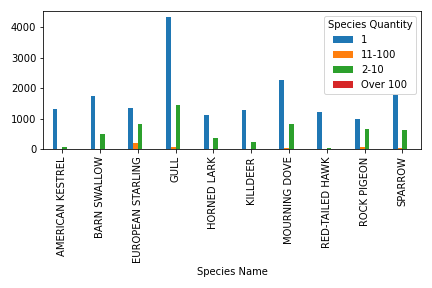 Species Quantity
1
11-100
2-10
Over 100
4000
3000
2000
1000
0
AMERICAN KESTREL
BARN SWALLOW
EUROPEAN STARLING
GULL
HORNED LARK
KILLDEER
MOURNING DOVE
RED-TAILED HAWK
ROCK PIGEON
SPARROW
Species Name